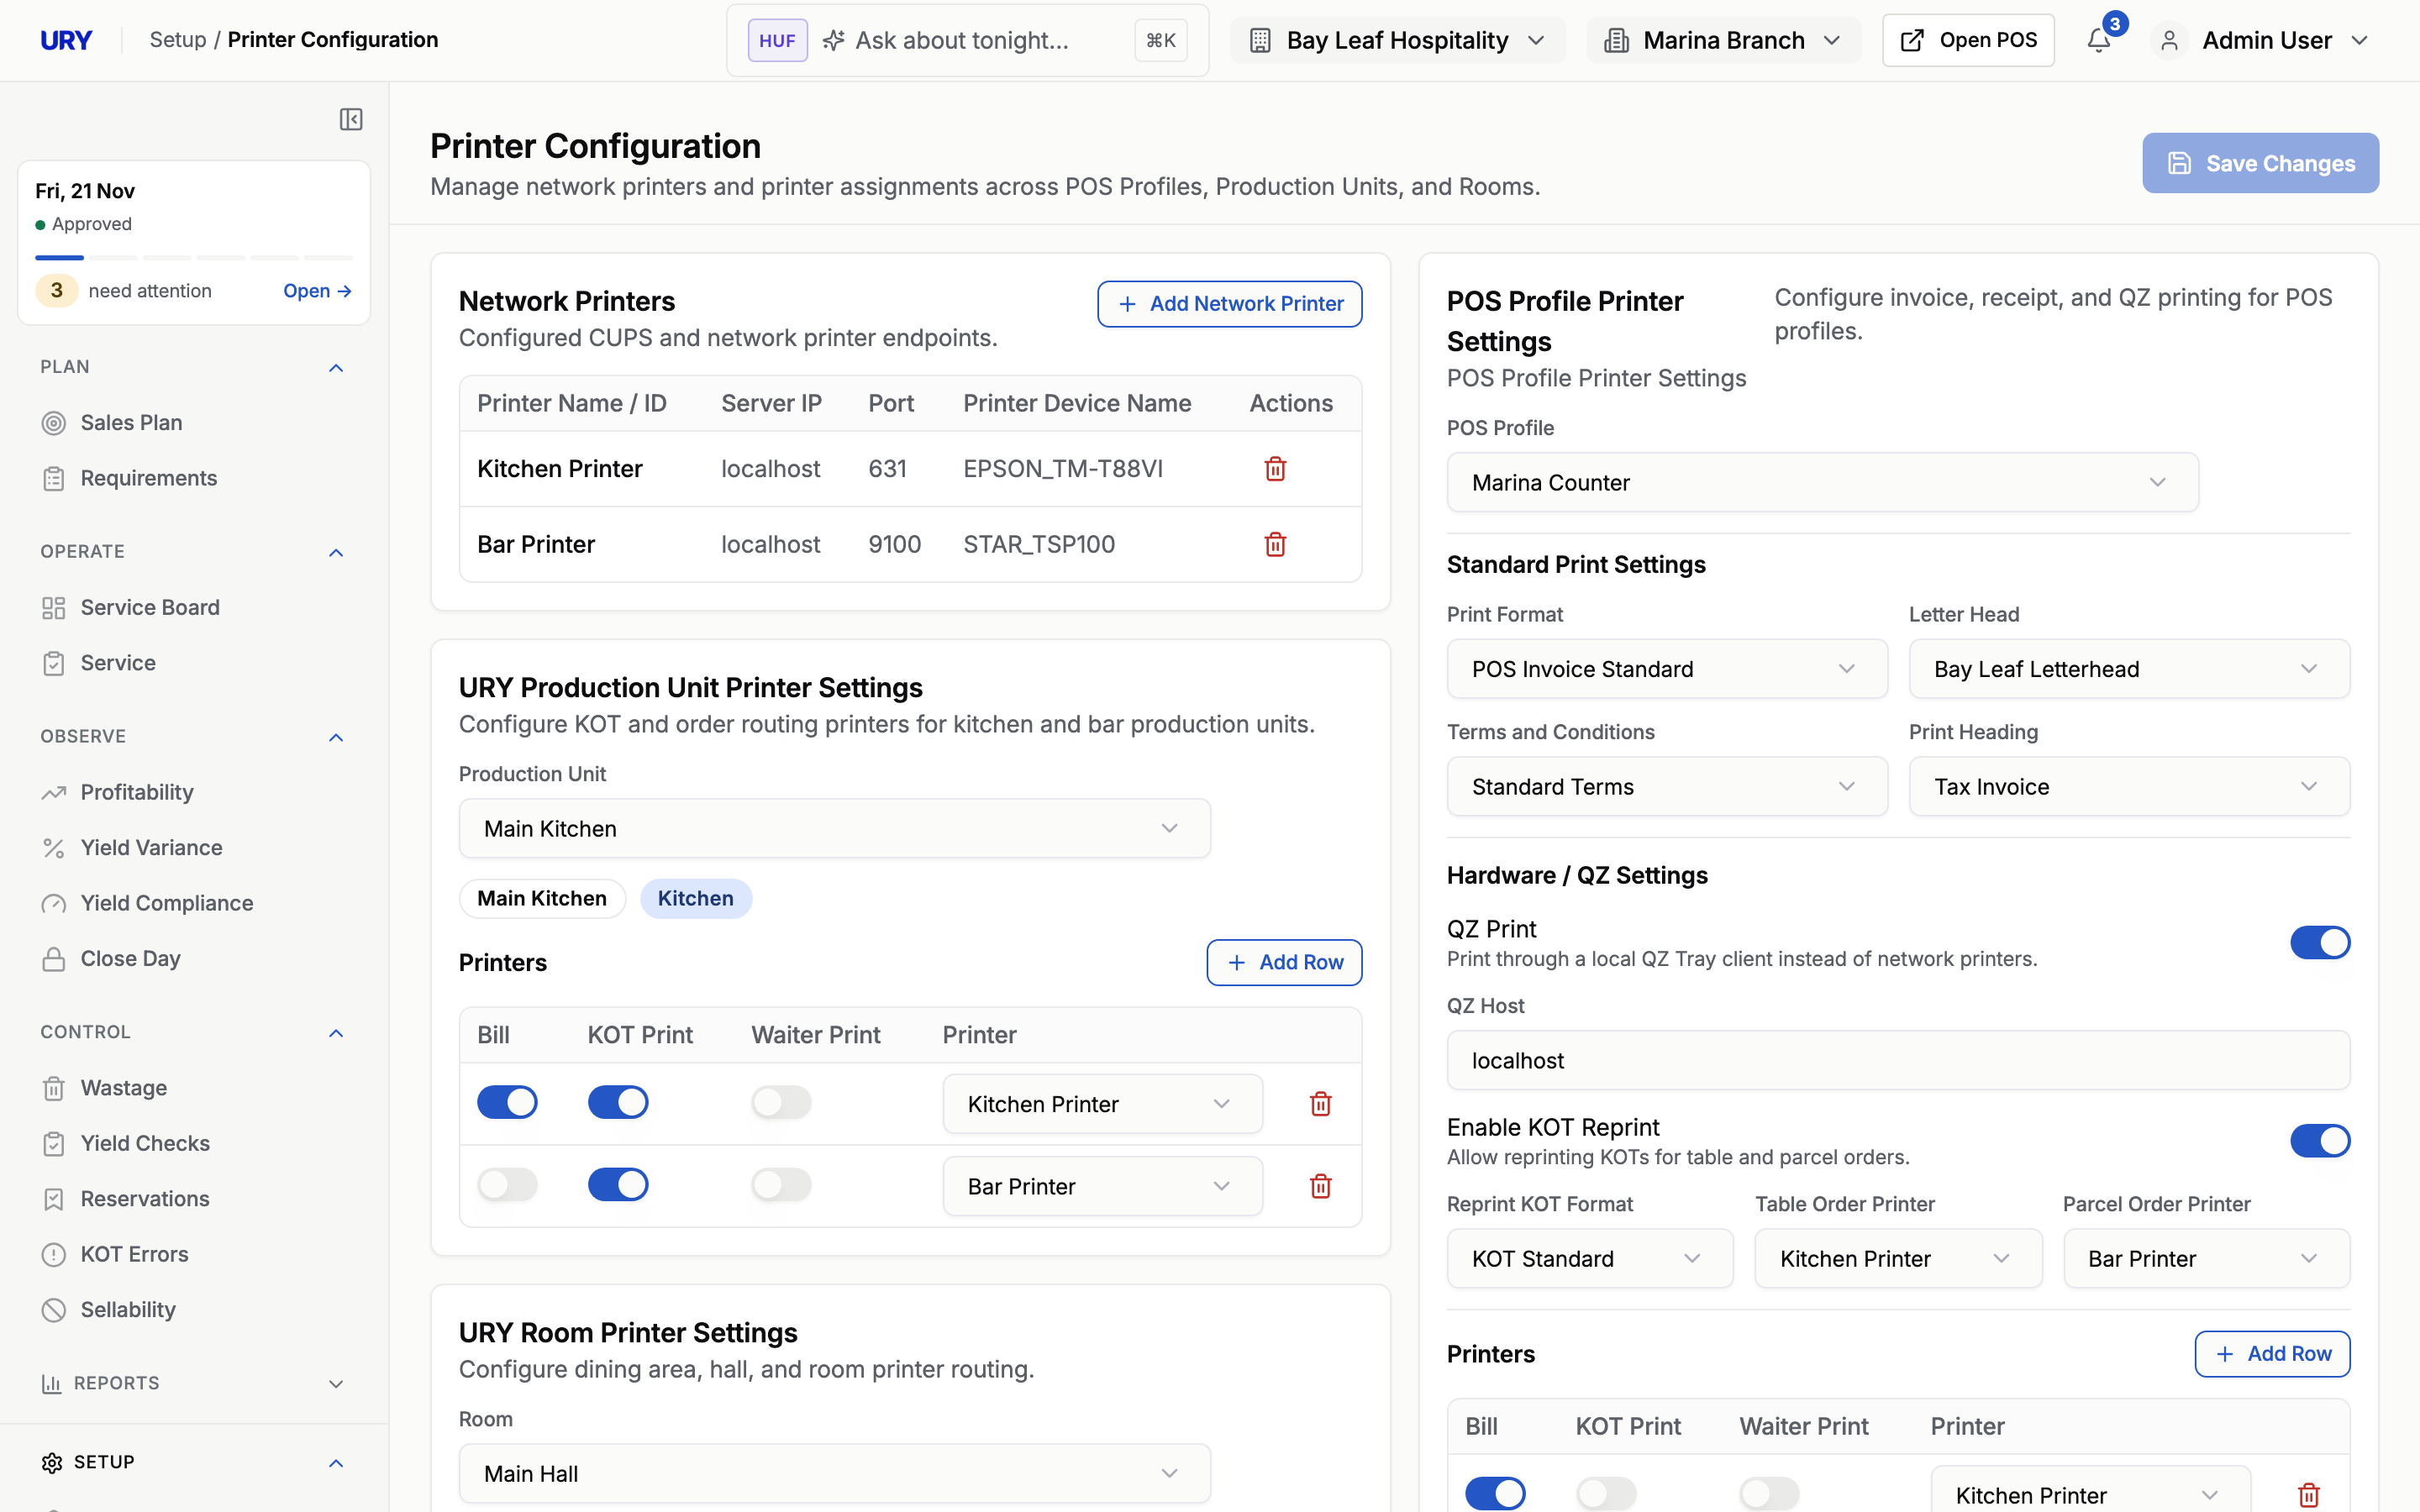 URY
Setup / Printer Configuration
HUF
Ask about tonight...
⌘K
Bay Leaf Hospitality
Marina Branch
Open POS
3
Admin User
Fri, 21 Nov
Approved
3 need attention
Open →
PLAN
Sales Plan
Requirements
OPERATE
Service Board
Service
OBSERVE
Profitability
Yield Variance
Yield Compliance
Close Day
CONTROL
Wastage
Yield Checks
Reservations
KOT Errors
Sellability
REPORTS
SETUP
Printer Configuration
Manage network printers and printer assignments across POS Profiles, Production Units, and Rooms.
Save Changes
Network Printers
Configured CUPS and network printer endpoints.
+ Add Network Printer
Printer Name / ID Server IP Port Printer Device Name Actions
Kitchen Printer localhost 631 EPSON_TM-T88VI
Bar Printer localhost 9100 STAR_TSP100
URY Production Unit Printer Settings
Configure KOT and order routing printers for kitchen and bar production units.
Production Unit
Main Kitchen
Main Kitchen Kitchen
Printers
+ Add Row
Bill KOT Print Waiter Print Printer
Kitchen Printer
Bar Printer
URY Room Printer Settings
Configure dining area, hall, and room printer routing.
Room
Main Hall
POS Profile Printer
Settings
POS Profile Printer Settings
Configure invoice, receipt, and QZ printing for POS
profiles.
POS Profile
Marina Counter
Standard Print Settings
Print Format Letter Head
POS Invoice Standard Bay Leaf Letterhead
Terms and Conditions Print Heading
Standard Terms Tax Invoice
Hardware / QZ Settings
QZ Print
Print through a local QZ Tray client instead of network printers.
QZ Host
localhost
Enable KOT Reprint
Allow reprinting KOTs for table and parcel orders.
Reprint KOT Format Table Order Printer Parcel Order Printer
KOT Standard Kitchen Printer Bar Printer
Printers
+ Add Row
Bill KOT Print Waiter Print Printer
Kitchen Printer